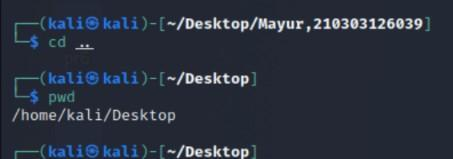 ┌──(kali㉿kali)-[~/Desktop/Mayur,210303126039]
└─$ cd ..
┌──(kali㉿kali)-[~/Desktop]
└─$ pwd
/home/kali/Desktop
┌──(kali㉿kali)-[~/Desktop]